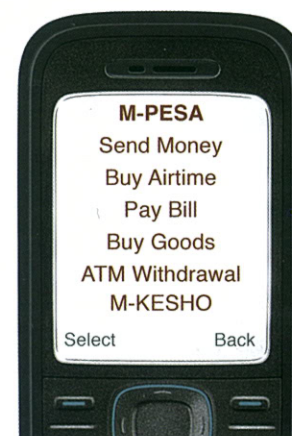 M-PESA
Send Money
Buy Airtime
Pay Bill
Buy Goods
ATM Withdrawal
M-KESHO
Select Back